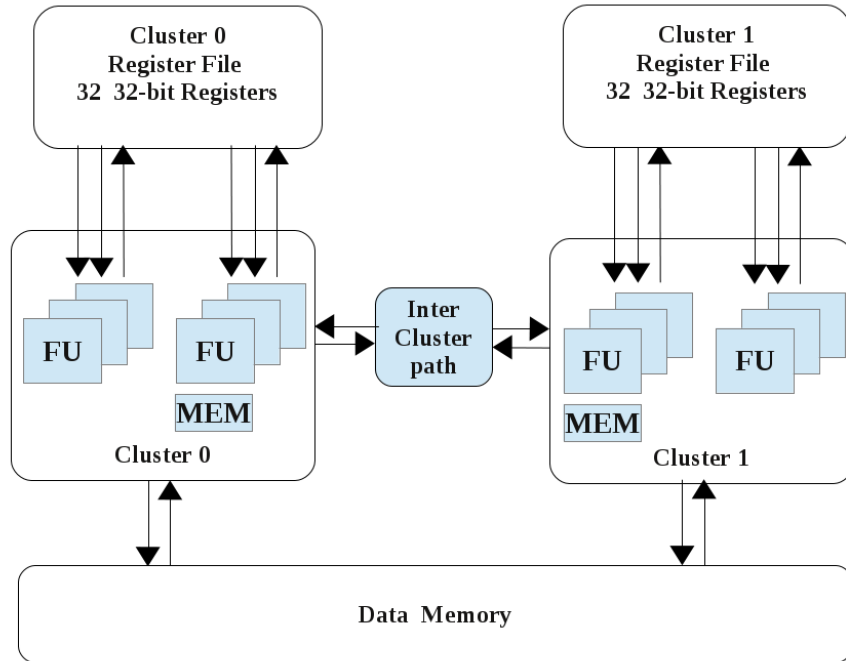 Cluster 0
Register File
32 32-bit Registers
Cluster 1
Register File
32 32-bit Registers
FU
FU
MEM
Cluster 0
Inter
Cluster
path
FU
FU
MEM
Cluster 1
Data Memory